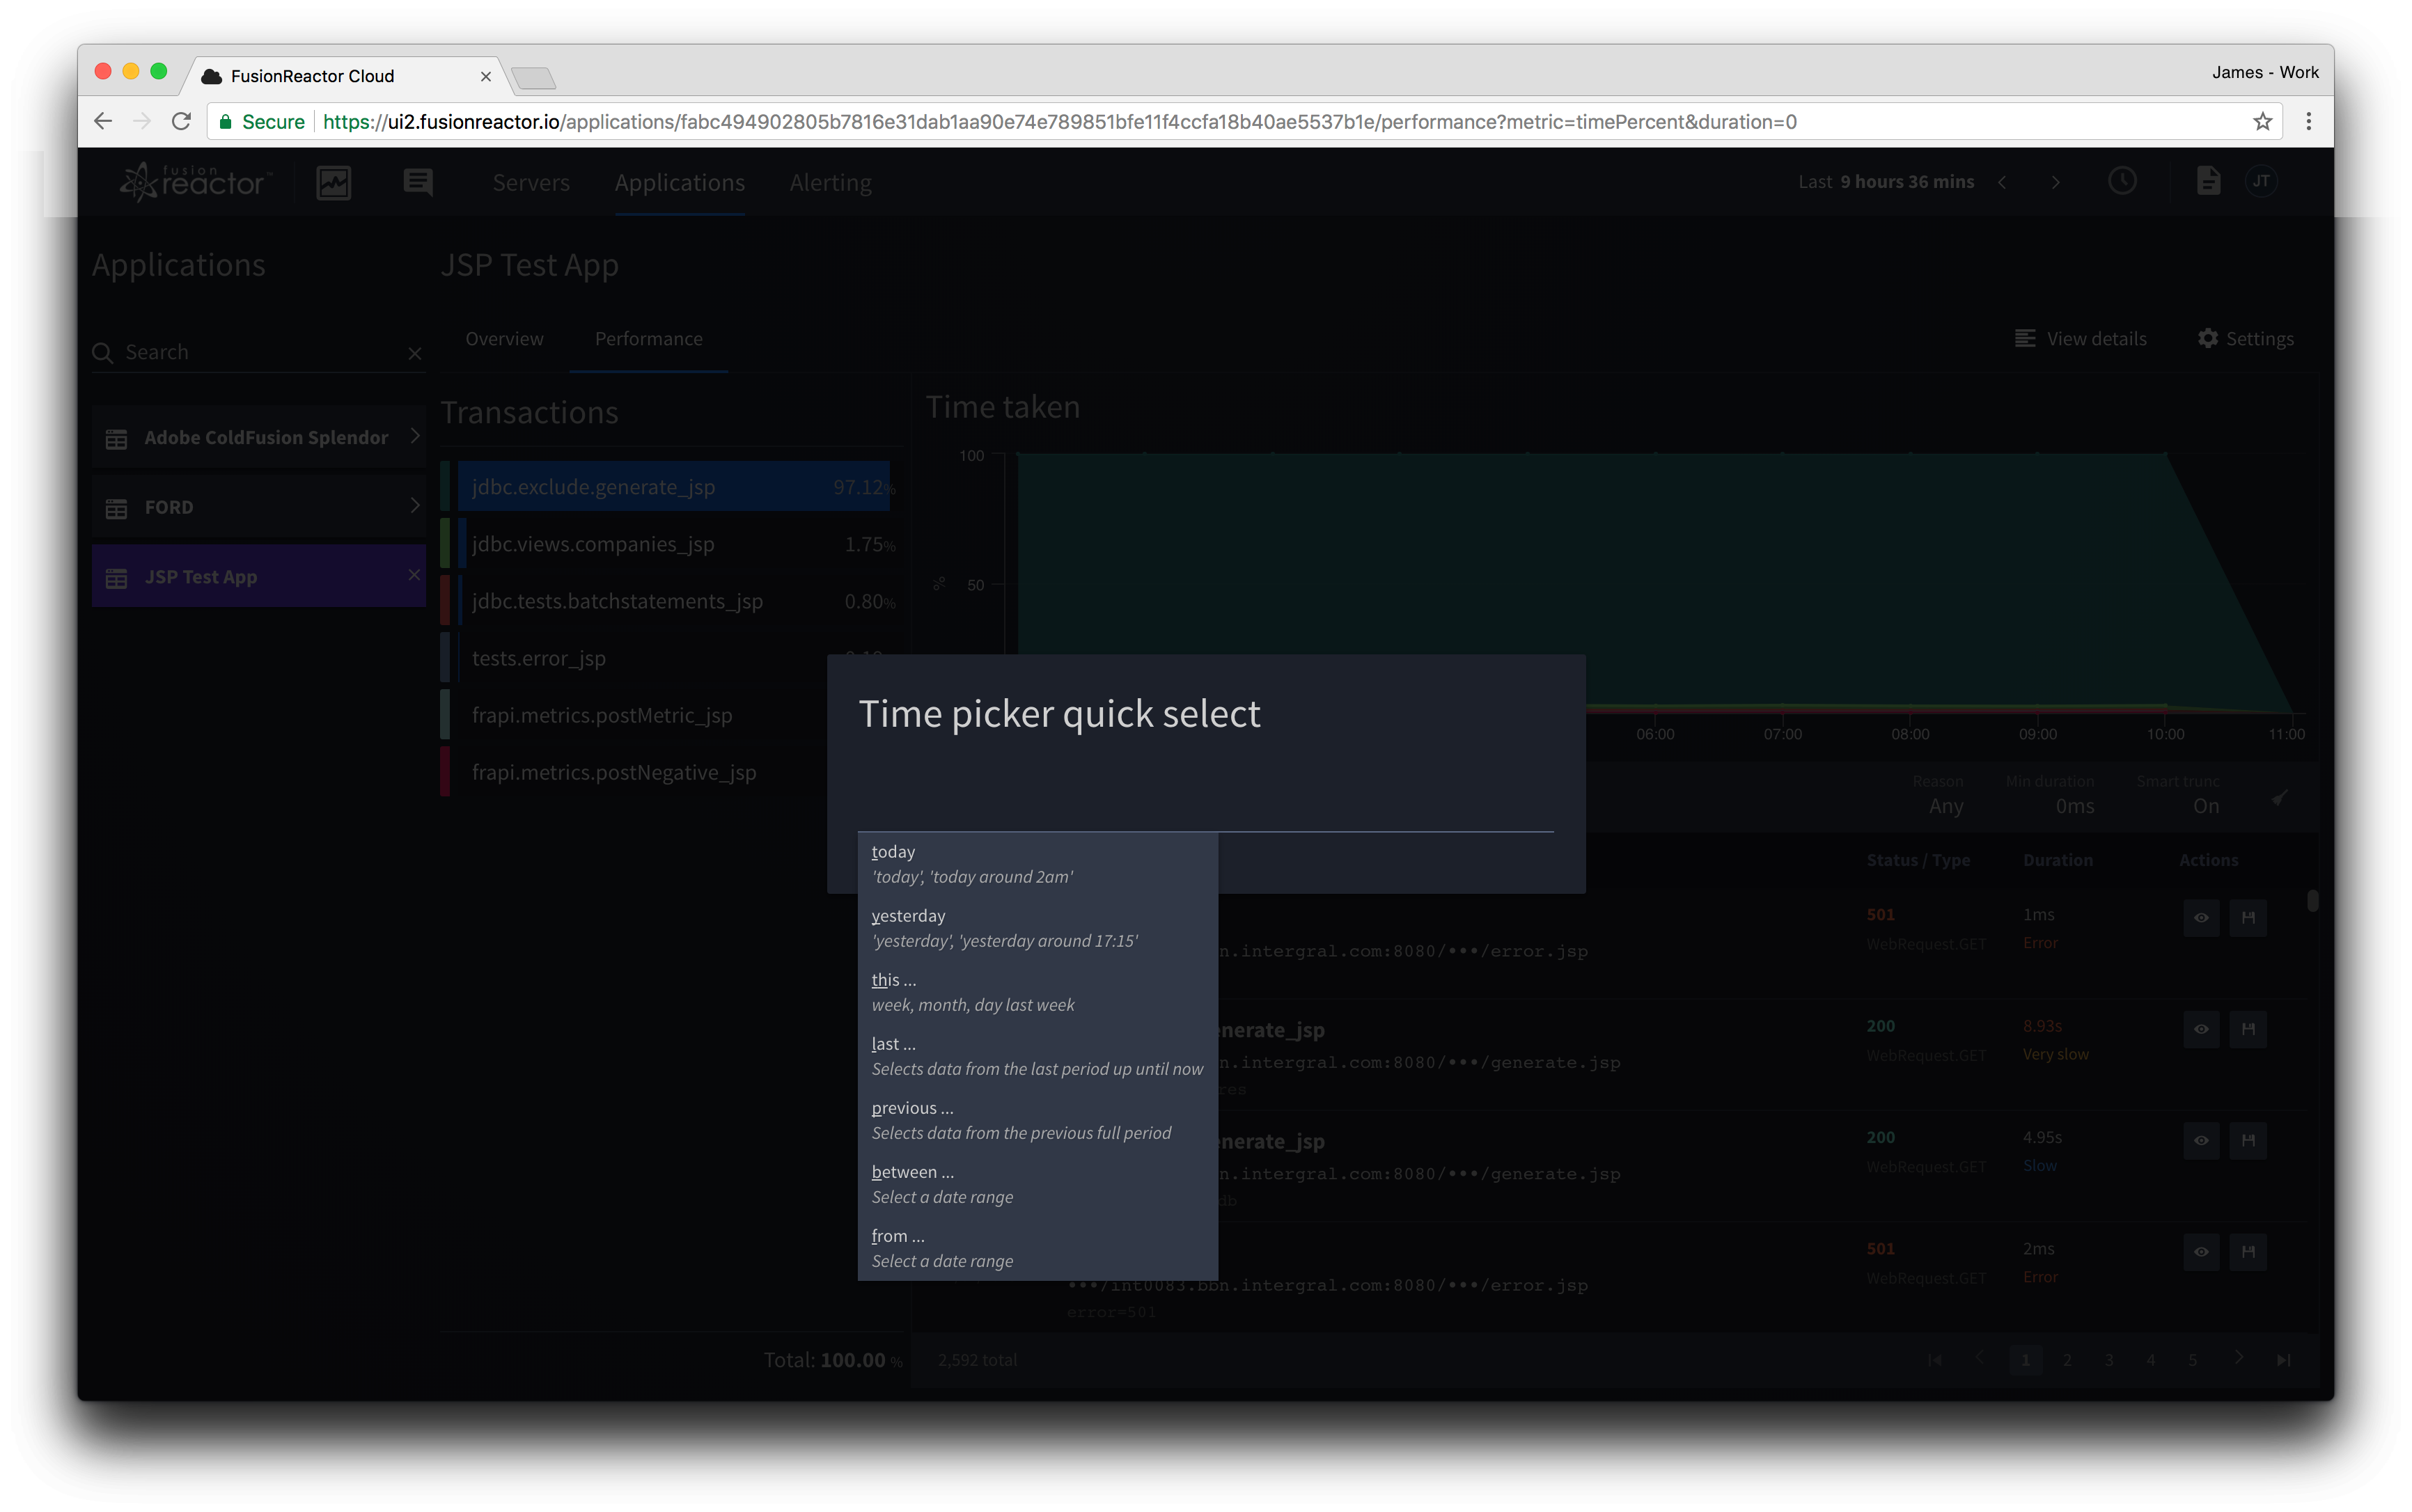 FusionReactor Cloud
James - Work
Secure
https://ui2.fusionreactor.io/applications/fabc494902805b7816e31dab1aa90e74e789851bfe11f4ccfa18b40ae5537b1e/performance?metric=timePercent&duration=0
fusion reactor™
Servers
Applications
Alerting
Last 9 hours 36 mins
JT
Applications
JSP Test App
Search
Overview
Performance
View details
Settings
Adobe ColdFusion Splendor
FORD
JSP Test App
Transactions
jdbc.exclude.generate_jsp 97.12%
jdbc.views.companies_jsp 1.75%
jdbc.tests.batchstatements_jsp 0.80%
tests.error_jsp
frapi.metrics.postMetric_jsp
frapi.metrics.postNegative_jsp
Total: 100.00 %
Time taken
100
%
50
06:00 07:00 08:00 09:00 10:00 11:00
Time picker quick select
today
'today', 'today around 2am'
yesterday
'yesterday', 'yesterday around 17:15'
this ...
week, month, day last week
last ...
Selects data from the last period up until now
previous ...
Selects data from the previous full period
between ...
Select a date range
from ...
Select a date range
Reason Min duration Smart trunc
Any 0ms On
Status / Type Duration Actions
501 1ms
WebRequest.GET Error
n.intergral.com:8080/•••/error.jsp
nerate_jsp
200 8.93s
WebRequest.GET Very slow
n.intergral.com:8080/•••/generate.jsp
res
nerate_jsp
200 4.95s
WebRequest.GET Slow
n.intergral.com:8080/•••/generate.jsp
db
501 2ms
WebRequest.GET Error
•••/int0083.bbn.intergral.com:8080/•••/error.jsp
error=501
2,592 total
1 2 3 4 5